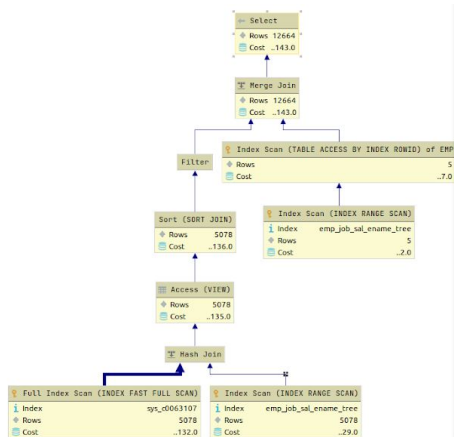 Select
Rows 12664
Cost ..143.0
Merge Join
Rows 12664
Cost ..143.0
Filter
Index Scan (TABLE ACCESS BY INDEX ROWID) of EMP
Rows 5
Cost ..7.0
Sort (SORT JOIN)
Rows 5078
Cost ..136.0
Index Scan (INDEX RANGE SCAN)
Index emp_job_sal_ename_tree
Rows 5
Cost ..2.0
Access (VIEW)
Rows 5078
Cost ..135.0
Hash Join
Full Index Scan (INDEX FAST FULL SCAN)
Index sys_c0063107
Rows 5078
Cost ..132.0
Index Scan (INDEX RANGE SCAN)
Index emp_job_sal_ename_tree
Rows 5078
Cost ..29.0